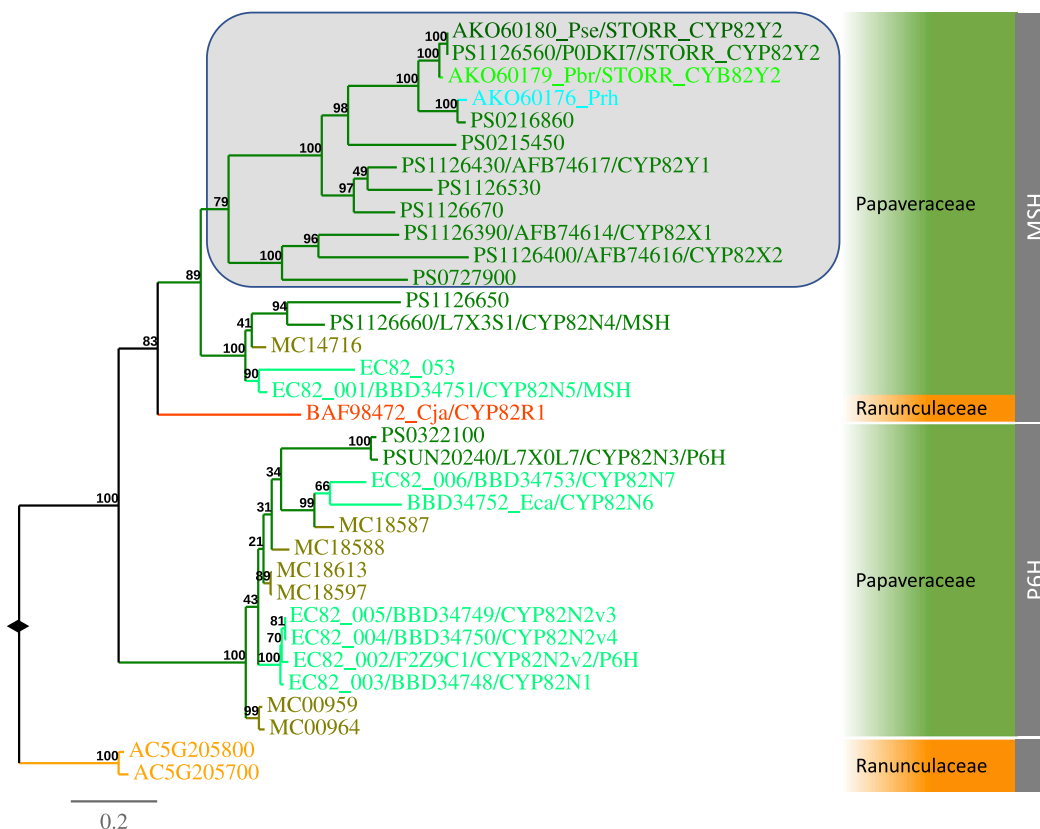 100 AKO60180_Pse/STORR_CYP82Y2
100 PS1126560/P0DKI7/STORR_CYP82Y2
AKO60179_Pbr/STORR_CYB82Y2
100
AKO60176_Prh
100 PS0216860
98
PS0215450
100
PS1126430/AFB74617/CYP82Y1
49
97 PS1126530
PS1126670
79
PS1126390/AFB74614/CYP82X1
96
100 PS1126400/AFB74616/CYP82X2
PS0727900
89
PS1126650
94
41 PS1126660/L7X3S1/CYP82N4/MSH
83
100 MC14716
EC82_053
90
EC82_001/BBD34751/CYP82N5/MSH
BAF98472_Cja/CYP82R1
PS0322100
100
PSUN20240/L7X0L7/CYP82N3/P6H
34
EC82_006/BBD34753/CYP82N7
66
99 BBD34752_Eca/CYP82N6
31
MC18587
21 MC18588
MC18613
89
MC18597
43
EC82_005/BBD34749/CYP82N2v3
81
70 EC82_004/BBD34750/CYP82N2v4
100 EC82_002/F2Z9C1/CYP82N2v2/P6H
100
EC82_003/BBD34748/CYP82N1
MC00959
99
MC00964
100
AC5G205800
100
AC5G205700
0.2
Papaveraceae
Ranunculaceae
Papaveraceae
Ranunculaceae
MSH
P6H